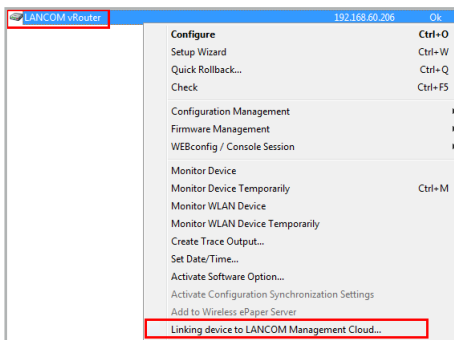 LANCOM vRouter 192.168.60.206 Ok
Configure Ctrl+O
Setup Wizard Ctrl+W
Quick Rollback... Ctrl+Q
Check Ctrl+F5
Configuration Management
Firmware Management
WEBconfig / Console Session
Monitor Device
Monitor Device Temporarily Ctrl+M
Monitor WLAN Device
Monitor WLAN Device Temporarily
Create Trace Output...
Set Date/Time...
Activate Software Option...
Activate Configuration Synchronization Settings
Add to Wireless ePaper Server
Linking device to LANCOM Management Cloud...